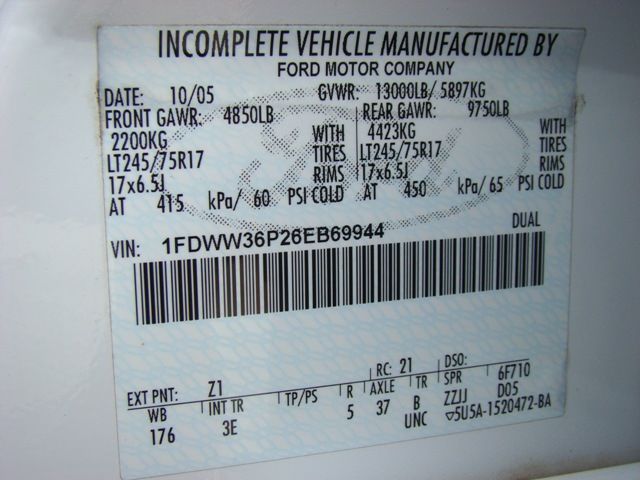 INCOMPLETE VEHICLE MANUFACTURED BY
FORD MOTOR COMPANY
DATE: 10/05 GVWR: 13000LB/ 5897KG
FRONT GAWR: 4850LB REAR GAWR: 9750LB
2200KG WITH 4423KG WITH
LT245/75R17 TIRES LT245/75R17 TIRES
17x6.5J RIMS 17x6.5J RIMS
AT 415 kPa/ 60 PSI COLD AT 450 kPa/ 65 PSI COLD
VIN: 1FDWW36P26EB69944 DUAL
EXT PNT: Z1 RC: 21 DSO:
WB INT TR TP/PS R AXLE TR SPR 6F710
176 3E 5 37 B ZZJJ D05
UNC ▽5U5A-1520472-BA
Ford